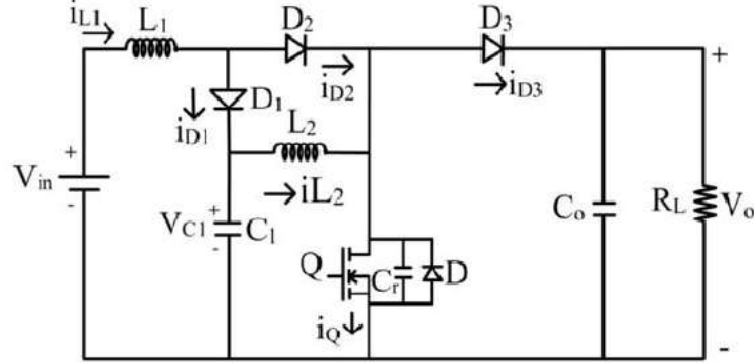 iL1 L1 D2 D3
+
iD2 iD3
D1
iD1 L2
+
Vin
-
iL2
VC1 + - C1
Co RL Vo
Q Cr D
iQ
-